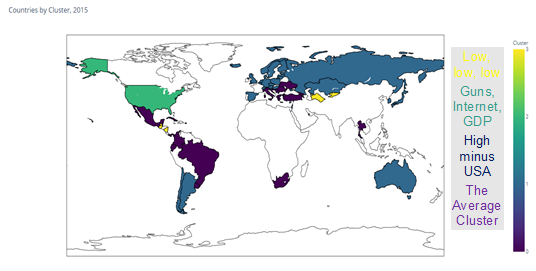 Countries by Cluster, 2015
Cluster
3
Low,
low, low
Guns,
Internet,
GDP
2
High
minus
USA
1
The
Average
Cluster
0